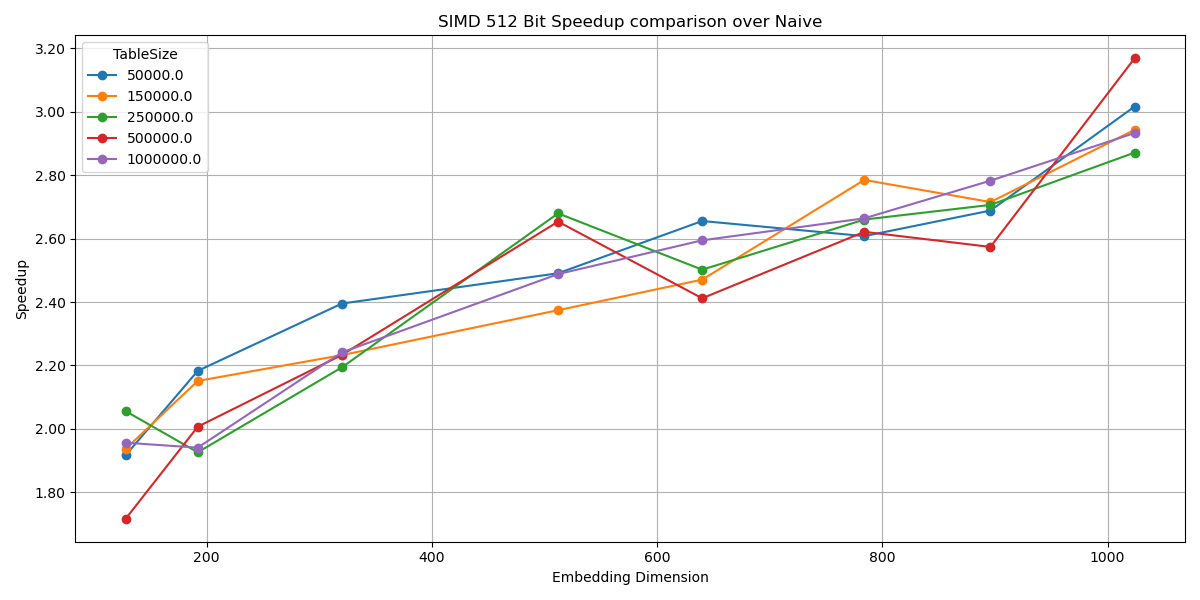 SIMD 512 Bit Speedup comparison over Naive
TableSize
50000.0
150000.0
250000.0
500000.0
1000000.0
Speedup
3.20
3.00
2.80
2.60
2.40
2.20
2.00
1.80
200 400 600 800 1000
Embedding Dimension